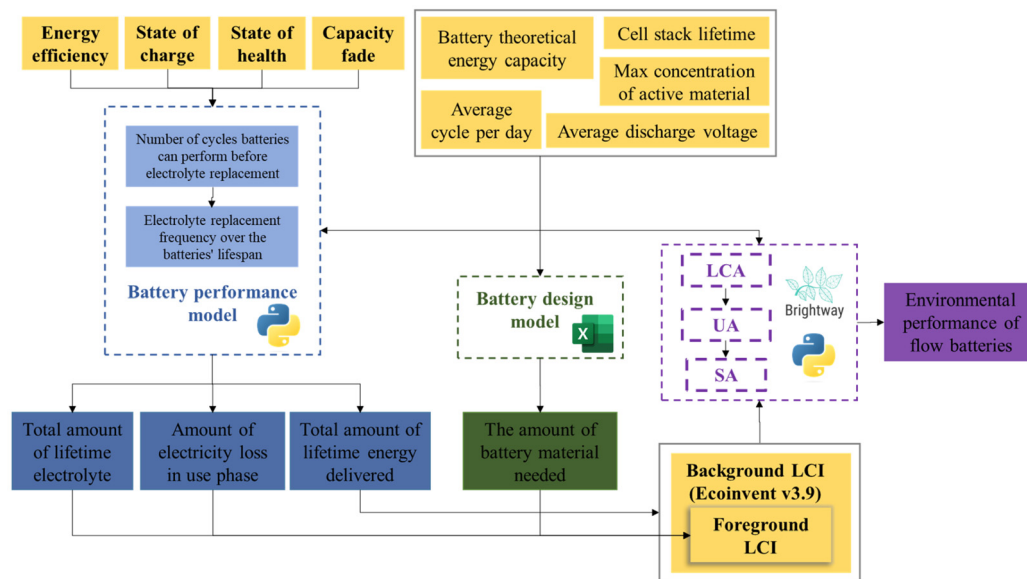 Energy
efficiency
State of
charge
State of
health
Capacity
fade
Battery theoretical
energy capacity
Cell stack lifetime
Max concentration
of active material
Average
cycle per day
Average discharge voltage
Number of cycles batteries
can perform before
electrolyte replacement
Electrolyte replacement
frequency over the
batteries' lifespan
Battery performance
model
Battery design
model
X
LCA
UA
SA
Brightway
Environmental
performance of
flow batteries
Total amount
of lifetime
electrolyte
Amount of
electricity loss
in use phase
Total amount of
lifetime energy
delivered
The amount of
battery material
needed
Background LCI
(Ecoinvent v3.9)
Foreground
LCI